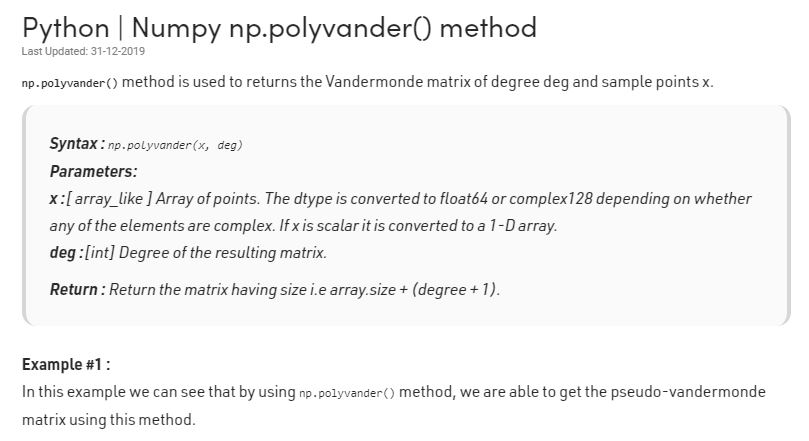 Python | Numpy np.polyvander() method
Last Updated: 31-12-2019
np.polyvander() method is used to returns the Vandermonde matrix of degree deg and sample points x.
Syntax : np.polyvander(x, deg)
Parameters:
x :[ array_like ] Array of points. The dtype is converted to float64 or complex128 depending on whether
any of the elements are complex. If x is scalar it is converted to a 1-D array.
deg :[int] Degree of the resulting matrix.
Return : Return the matrix having size i.e array.size + (degree + 1).
Example #1 :
In this example we can see that by using np.polyvander() method, we are able to get the pseudo-vandermonde
matrix using this method.